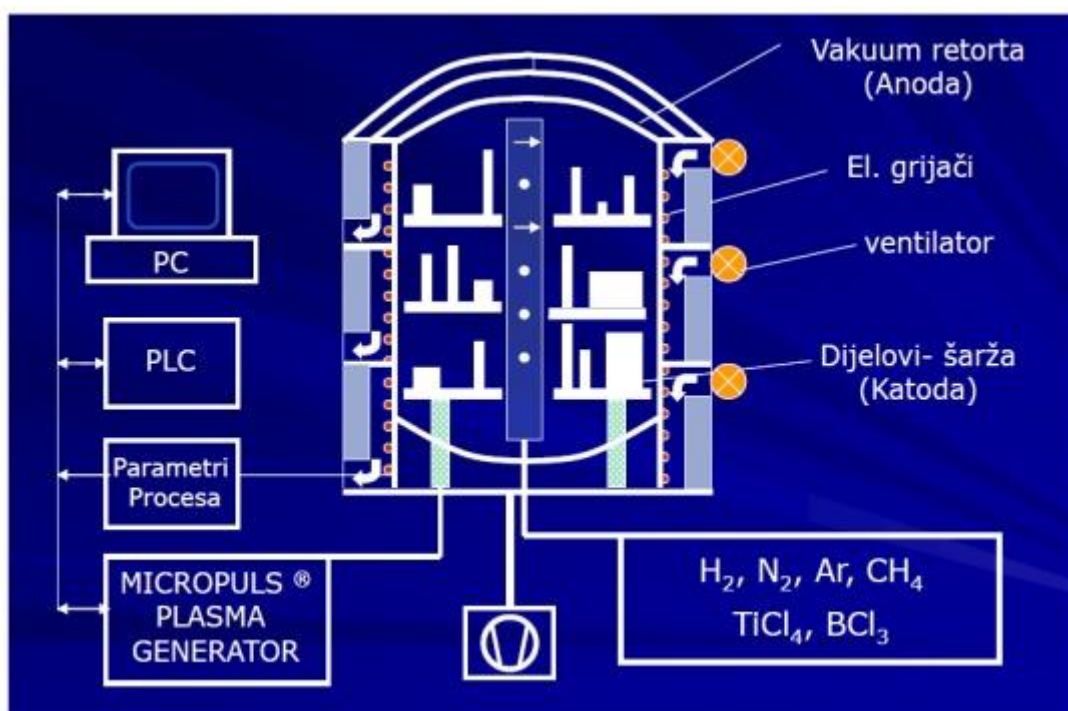 Vakuum retorta
(Anoda)
El. grijači
ventilator
Dijelovi- šarža
(Katoda)
PC
PLC
Parametri
Procesa
MICROPULS ®
PLASMA
GENERATOR
H₂, N₂, Ar, CH₄
TiCl₄, BCl₃